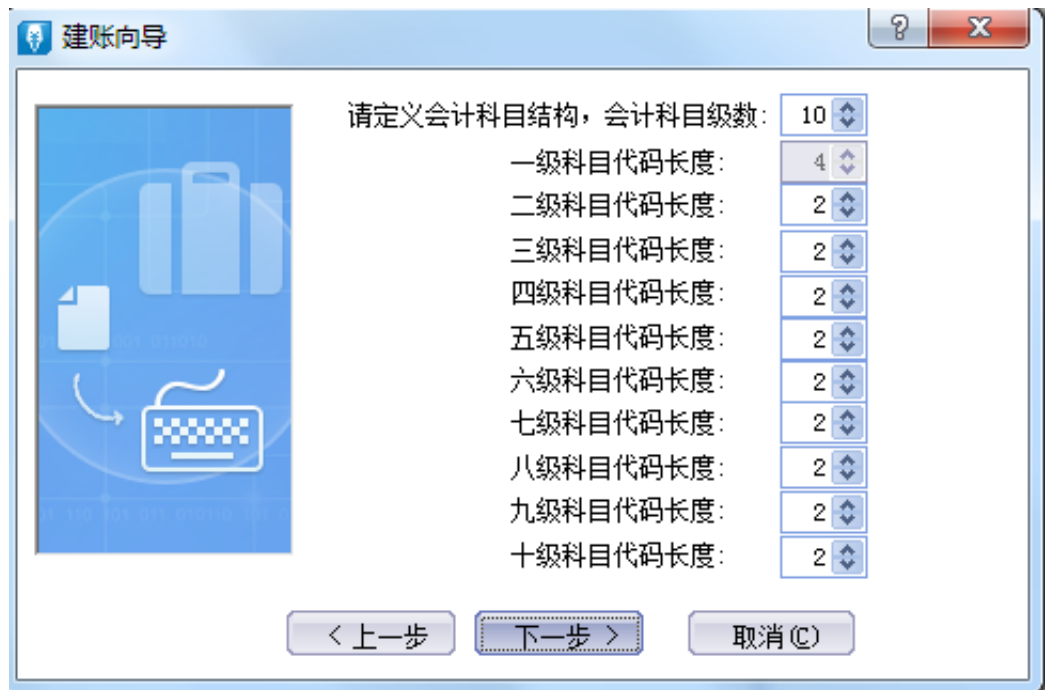 建账向导
请定义会计科目结构，会计科目级数: 10
一级科目代码长度: 4
二级科目代码长度: 2
三级科目代码长度: 2
四级科目代码长度: 2
五级科目代码长度: 2
六级科目代码长度: 2
七级科目代码长度: 2
八级科目代码长度: 2
九级科目代码长度: 2
十级科目代码长度: 2
< 上一步 下一步 > 取消(C)